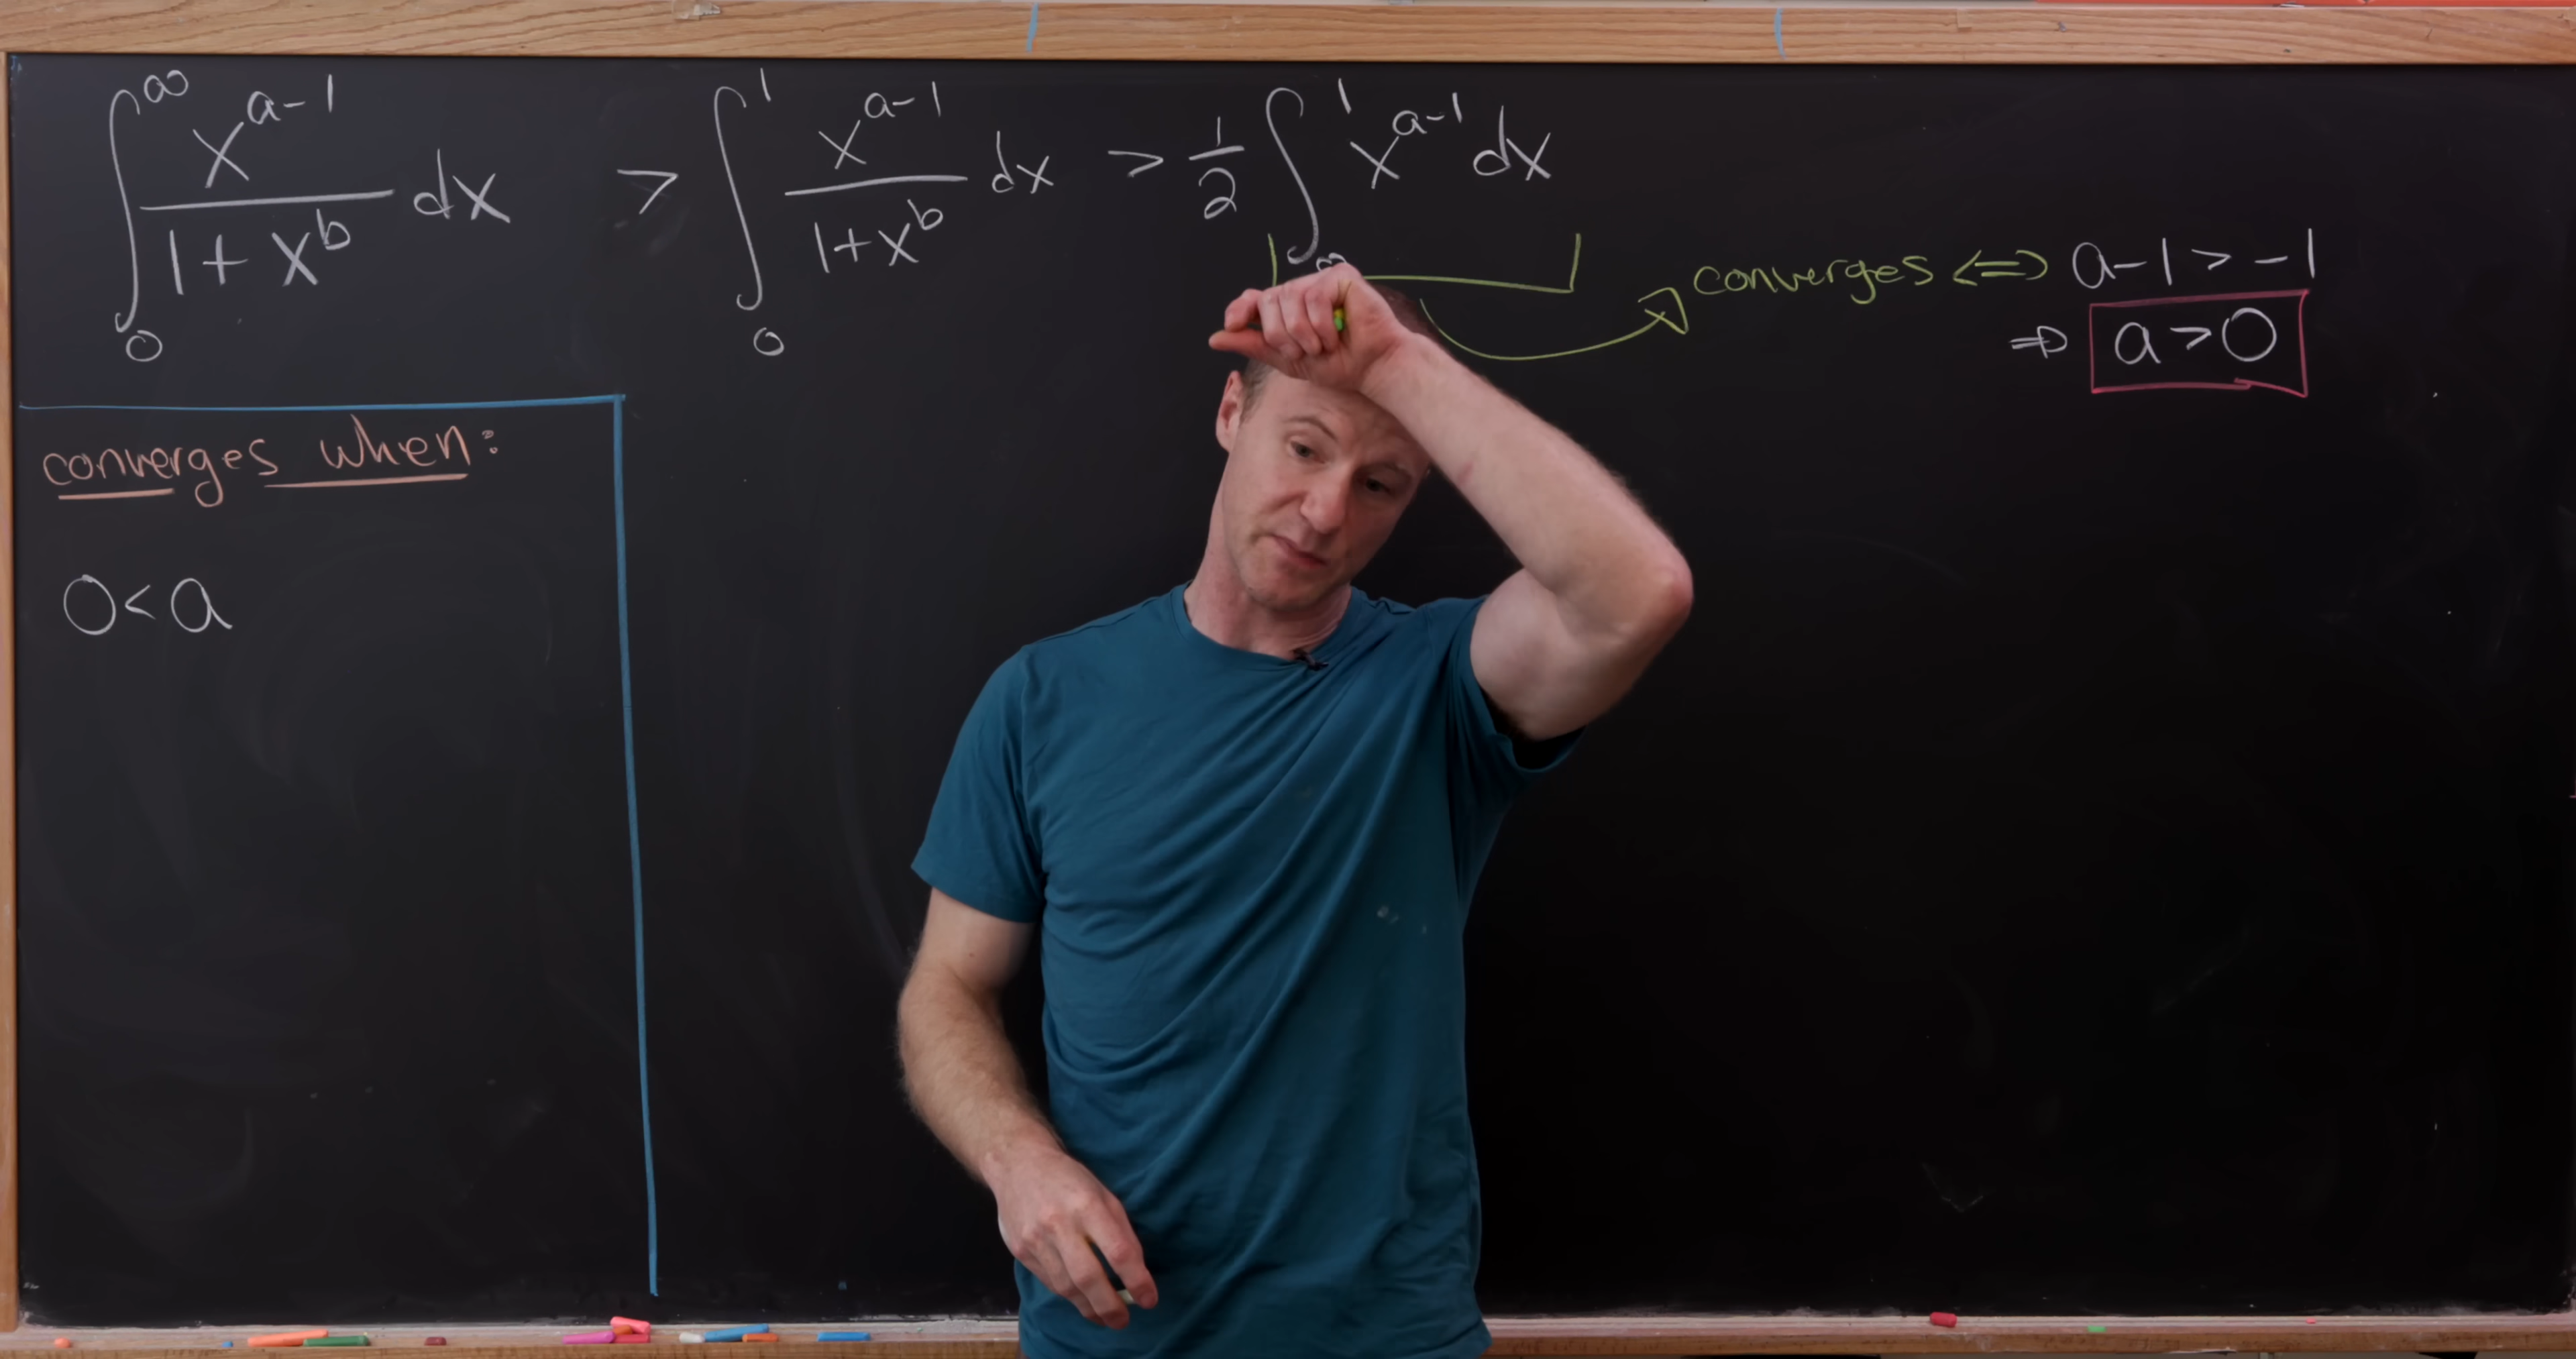 ∫₀^∞ x^(a-1)/(1+x^b) dx > ∫₀^1 x^(a-1)/(1+x^b) dx > 1/2 ∫₀^1 x^(a-1) dx
converges ⟺ a-1 > -1
⇒ a>0
converges when:
0<a